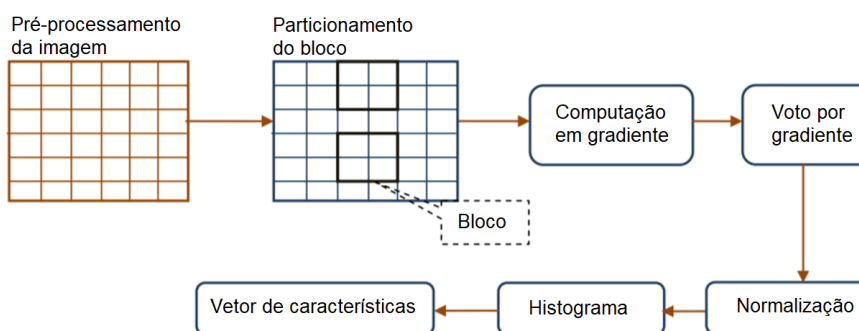 Pré-processamento
da imagem
Particionamento
do bloco
Computação
em gradiente
Voto por
gradiente
Bloco
Normalização
Histograma
Vetor de características